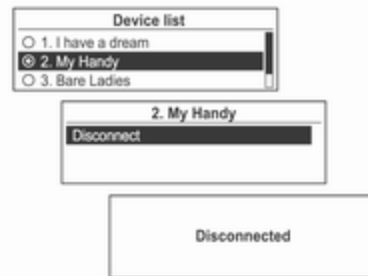 Device list
1. I have a dream
2. My Handy
3. Bare Ladies
2. My Handy
Disconnect
Disconnected